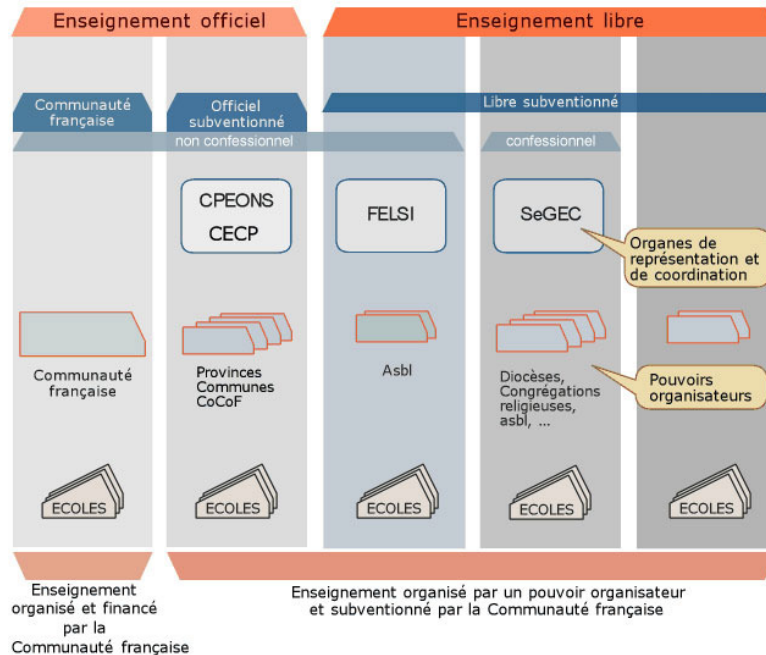 Enseignement officiel
Enseignement libre
Communauté
française
Officiel
subventionné
Libre subventionné
non confessionnel
confessionnel
CPEONS
CECP
FELSI
SeGEC
Organes de
représentation et
de coordination
Communauté
française
Provinces
Communes
CoCoF
Asbl
Diocèses,
Congrégations
religieuses,
asbl, ...
Pouvoirs
organisateurs
ECOLES
ECOLES
ECOLES
ECOLES
ECOLES
Enseignement
organisé et financé
par la
Communauté française
Enseignement organisé par un pouvoir organisateur
et subventionné par la Communauté française